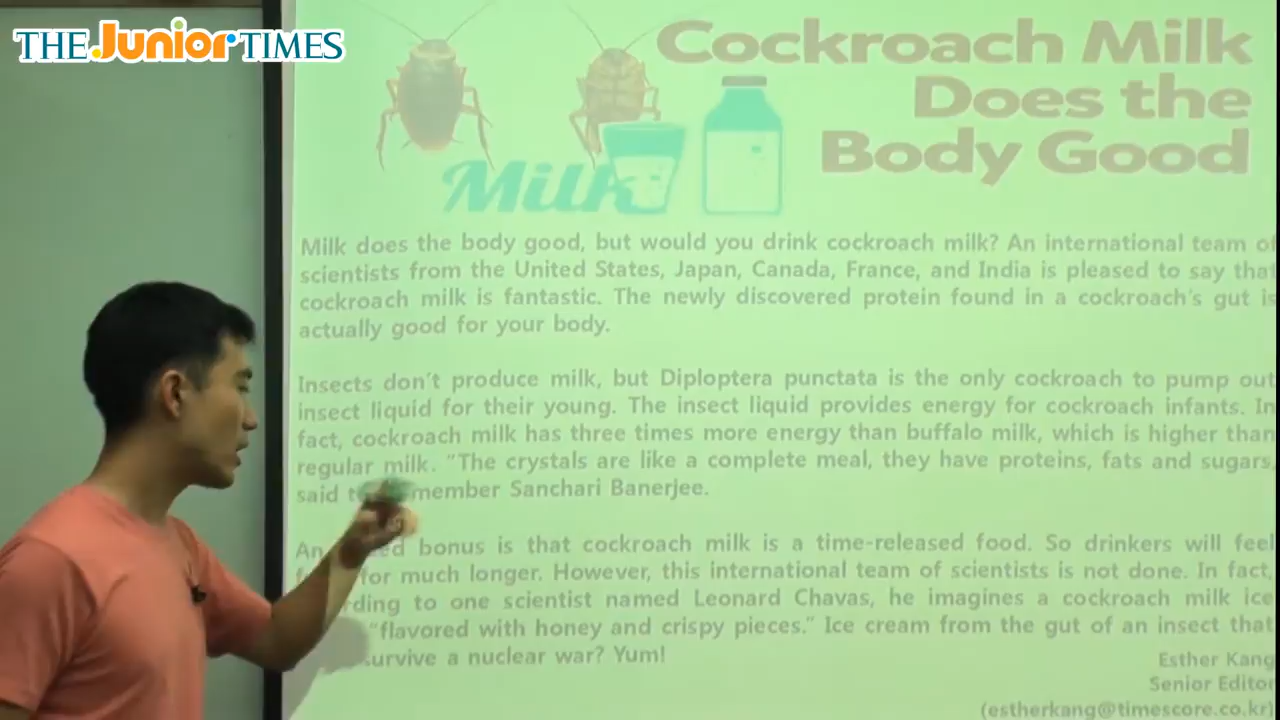 THE Junior TIMES
Cockroach Milk
Does the
Body Good
Milk
Milk does the body good, but would you drink cockroach milk? An international team of
scientists from the United States, Japan, Canada, France, and India is pleased to say that
cockroach milk is fantastic. The newly discovered protein found in a cockroach's gut is
actually good for your body.
Insects don't produce milk, but Diploptera punctata is the only cockroach to pump out
insect liquid for their young. The insect liquid provides energy for cockroach infants. In
fact, cockroach milk has three times more energy than buffalo milk, which is higher than
regular milk. "The crystals are like a complete meal, they have proteins, fats and sugars,
said member Sanchari Banerjee.
An bonus is that cockroach milk is a time-released food. So drinkers will feel
for much longer. However, this international team of scientists is not done. In fact,
to one scientist named Leonard Chavas, he imagines a cockroach milk ice
"flavored with honey and crispy pieces." Ice cream from the gut of an insect that
survive a nuclear war? Yum!
Esther Kang
Senior Editor
(estherkang@timescore.co.kr)